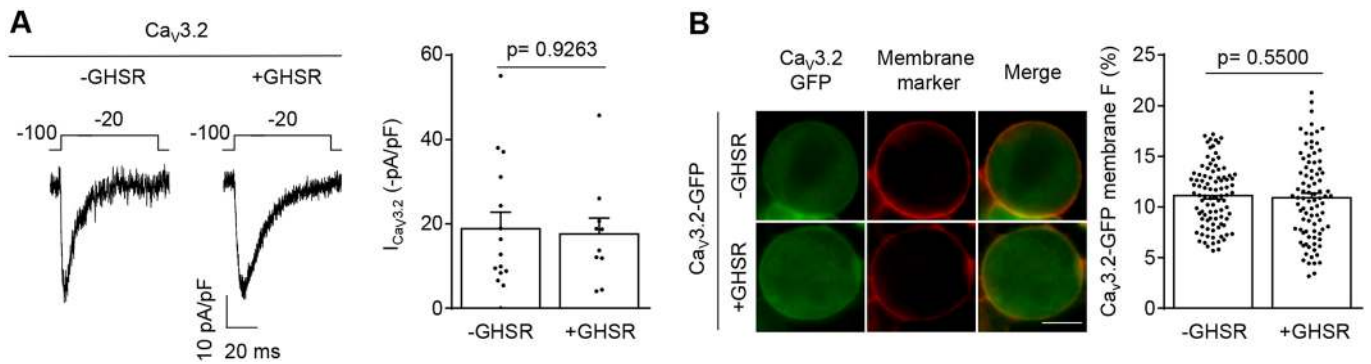 A
CaV3.2
-GHSR
+GHSR
-100
-20
-100
-20
10 pA/pF
20 ms
ICaV3.2 (-pA/pF)
60
40
20
0
p= 0.9263
-GHSR
+GHSR
B
CaV3.2
GFP
Membrane
marker
Merge
CaV3.2-GFP
-GHSR
+GHSR
CaV3.2-GFP membrane F (%)
25
20
15
10
5
0
p= 0.5500
-GHSR
+GHSR